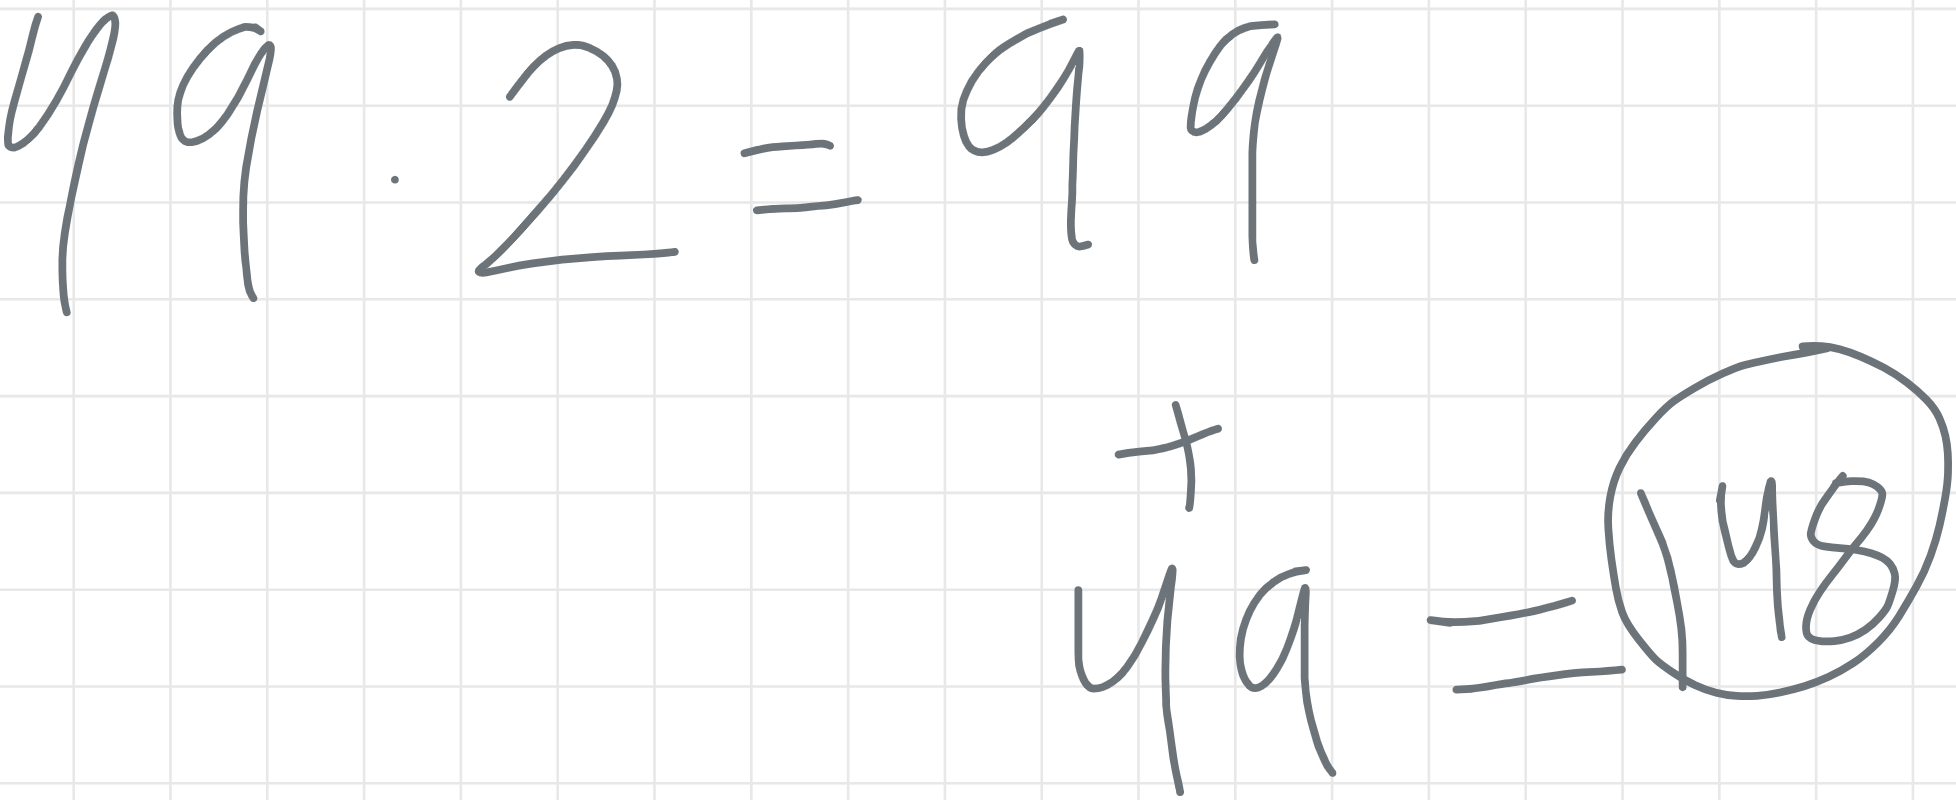 49 . 2 = 99
+
49 = 148